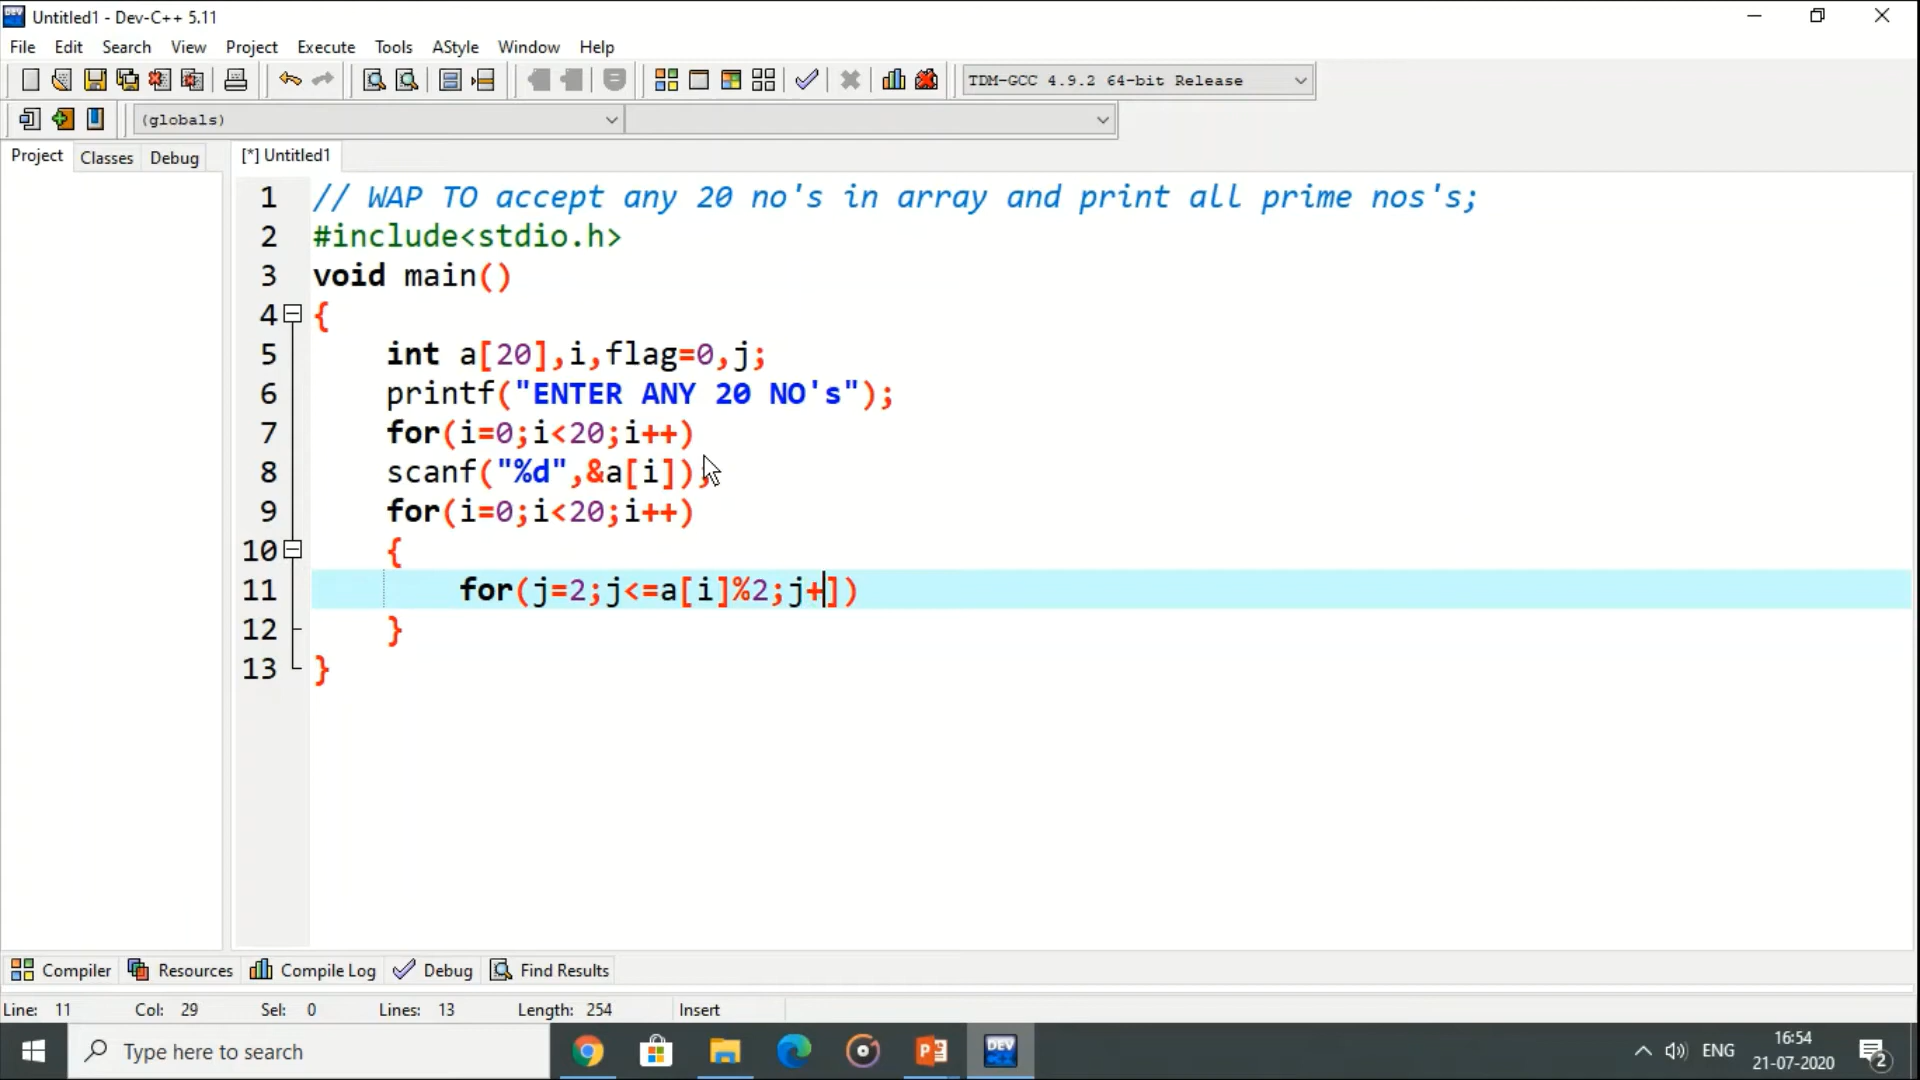 Untitled1 - Dev-C++ 5.11
File Edit Search View Project Execute Tools AStyle Window Help
TDM-GCC 4.9.2 64-bit Release
(globals)
Project Classes Debug [*] Untitled1
1 // WAP TO accept any 20 no's in array and print all prime nos's;
2 #include<stdio.h>
3 void main()
4 {
5 int a[20],i,flag=0,j;
6 printf("ENTER ANY 20 NO's");
7 for(i=0;i<20;i++)
8 scanf("%d",&a[i]);
9 for(i=0;i<20;i++)
10 {
11 for(j=2;j<=a[i]%2;j+])
12 }
13 }
Compiler Resources Compile Log Debug Find Results
Line: 11 Col: 29 Sel: 0 Lines: 13 Length: 254 Insert
Type here to search
DEV
ENG
16:54
21-07-2020
2